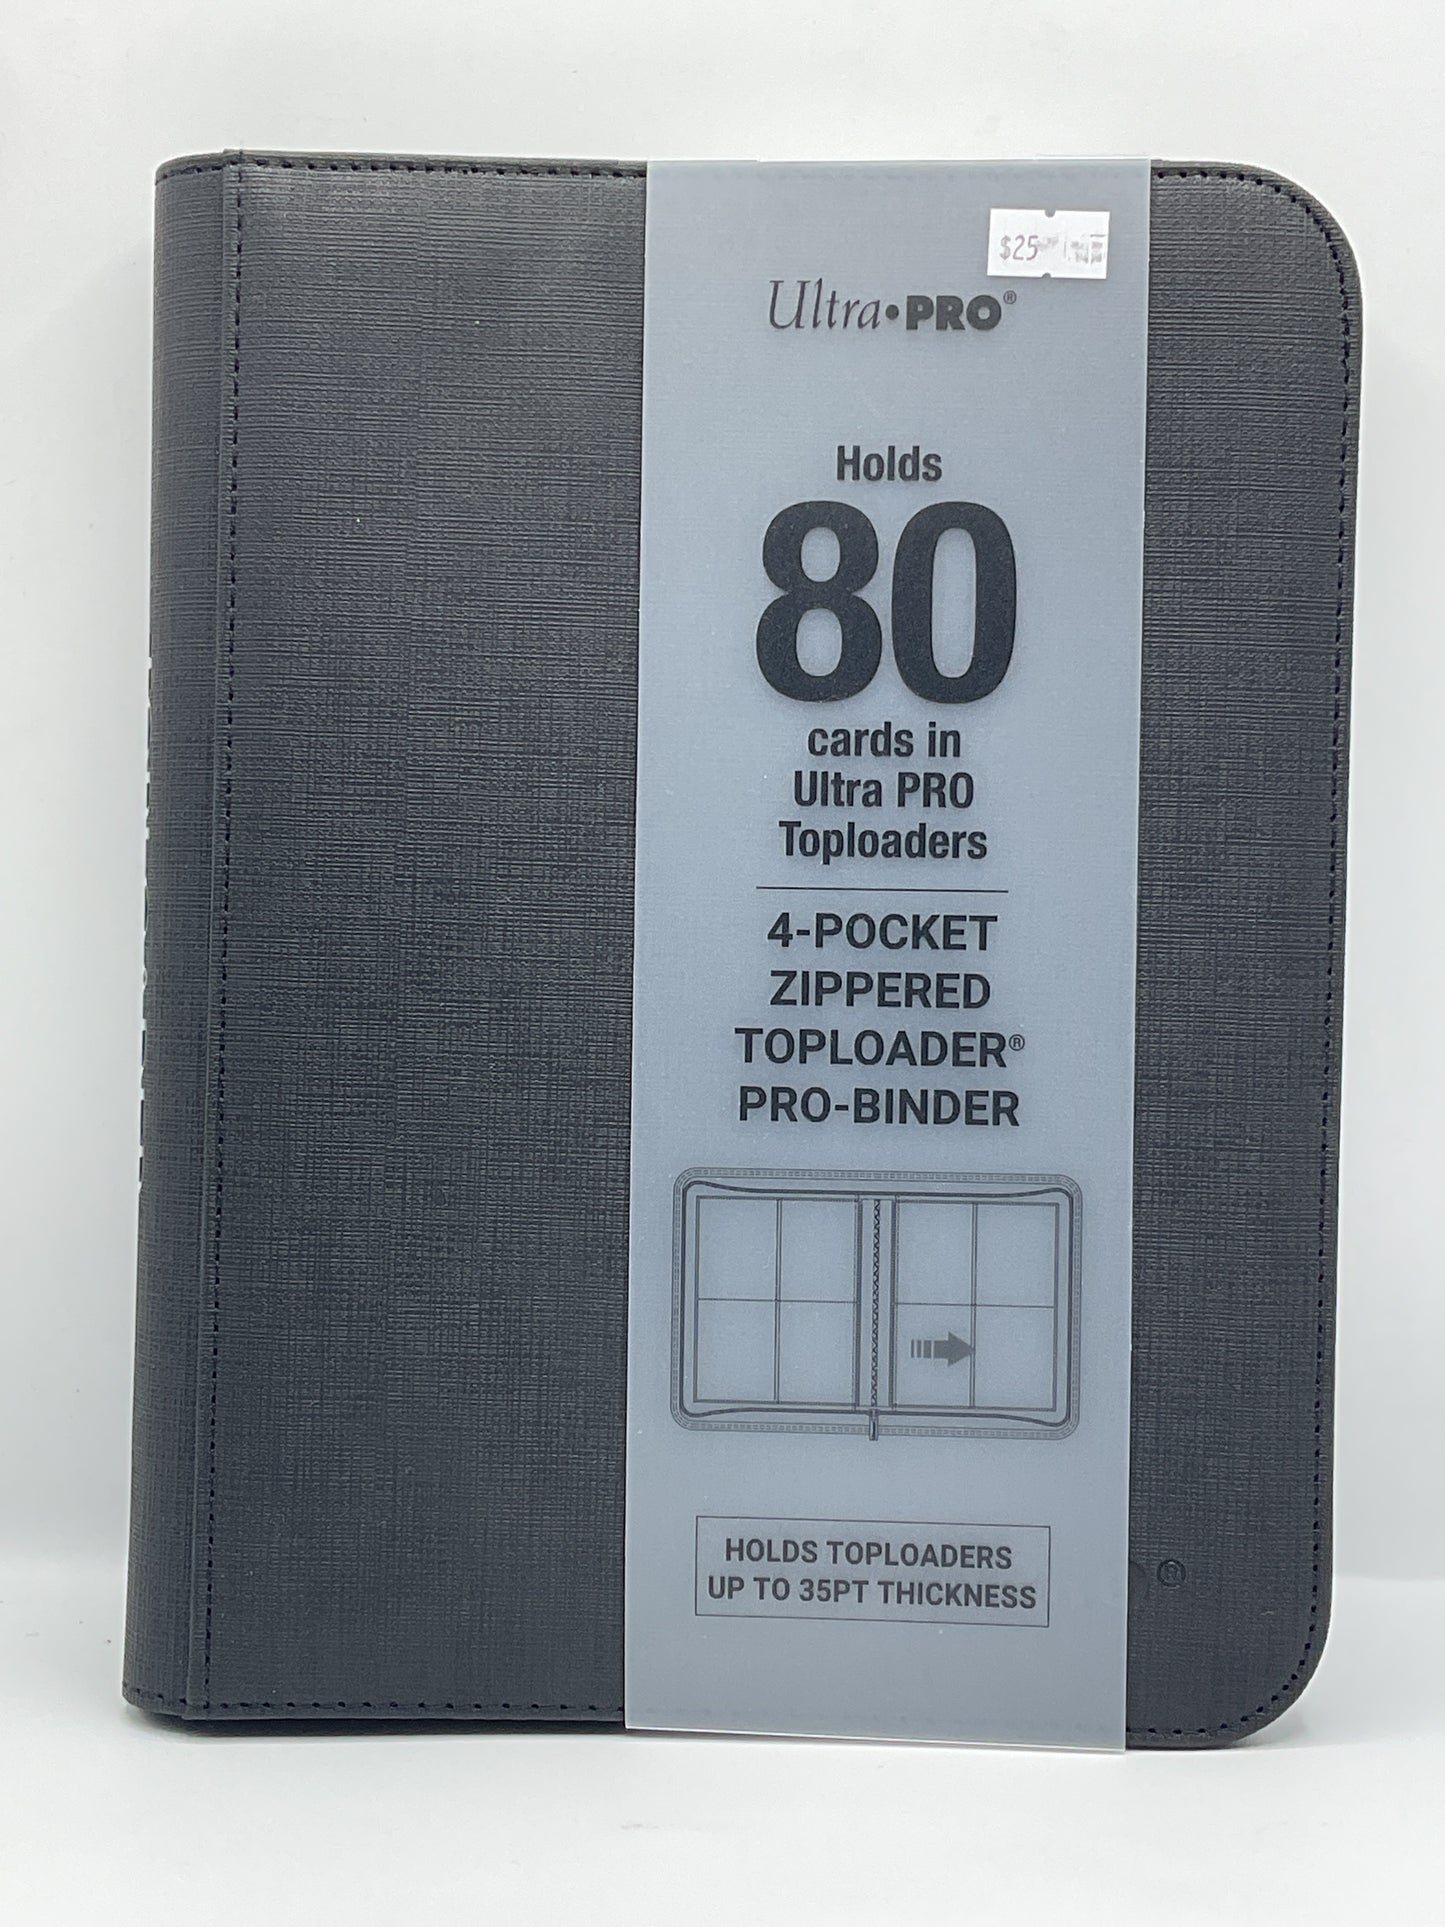 $25
Ultra•PRO®
Holds
80
cards in
Ultra PRO
Toploaders
4-POCKET
ZIPPERED
TOPLOADER®
PRO-BINDER
HOLDS TOPLOADERS
UP TO 35PT THICKNESS
®